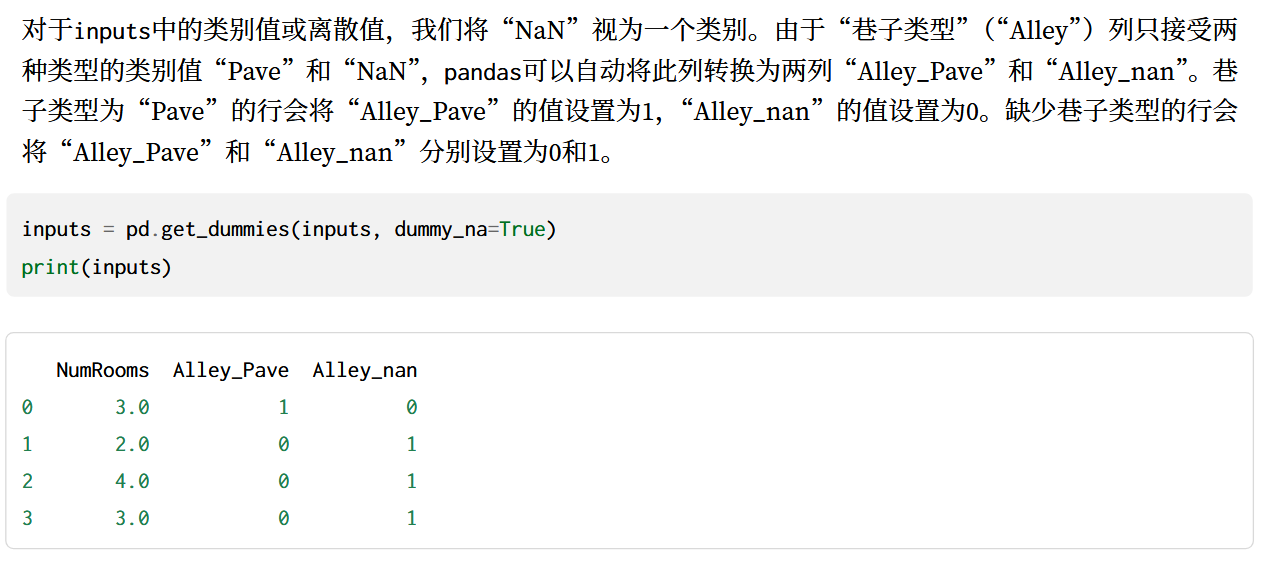 对于inputs中的类别值或离散值，我们将“NaN”视为一个类别。由于“巷子类型”（“Alley”）列只接受两
种类型的类别值“Pave”和“NaN”，pandas可以自动将此列转换为两列“Alley_Pave”和“Alley_nan”。巷
子类型为“Pave”的行会将“Alley_Pave”的值设置为1，“Alley_nan”的值设置为0。缺少巷子类型的行会
将“Alley_Pave”和“Alley_nan”分别设置为0和1。
inputs = pd.get_dummies(inputs, dummy_na=True)
print(inputs)
   NumRooms  Alley_Pave  Alley_nan
0       3.0           1          0
1       2.0           0          1
2       4.0           0          1
3       3.0           0          1